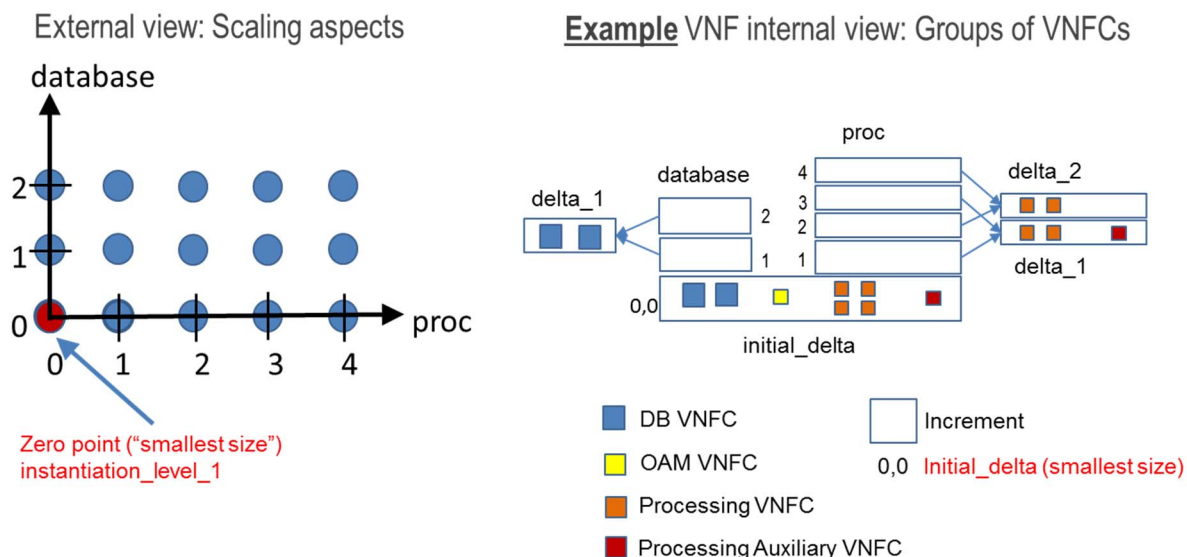 External view: Scaling aspects
database
2
1
0
0
1
2
3
4
proc
Zero point (“smallest size”)
instantiation_level_1
Example VNF internal view: Groups of VNFCs
proc
database
delta_1
4
3
2
1
2
1
delta_2
delta_1
0,0
initial_delta
DB VNFC
OAM VNFC
Processing VNFC
Processing Auxiliary VNFC
Increment
0,0 Initial_delta (smallest size)